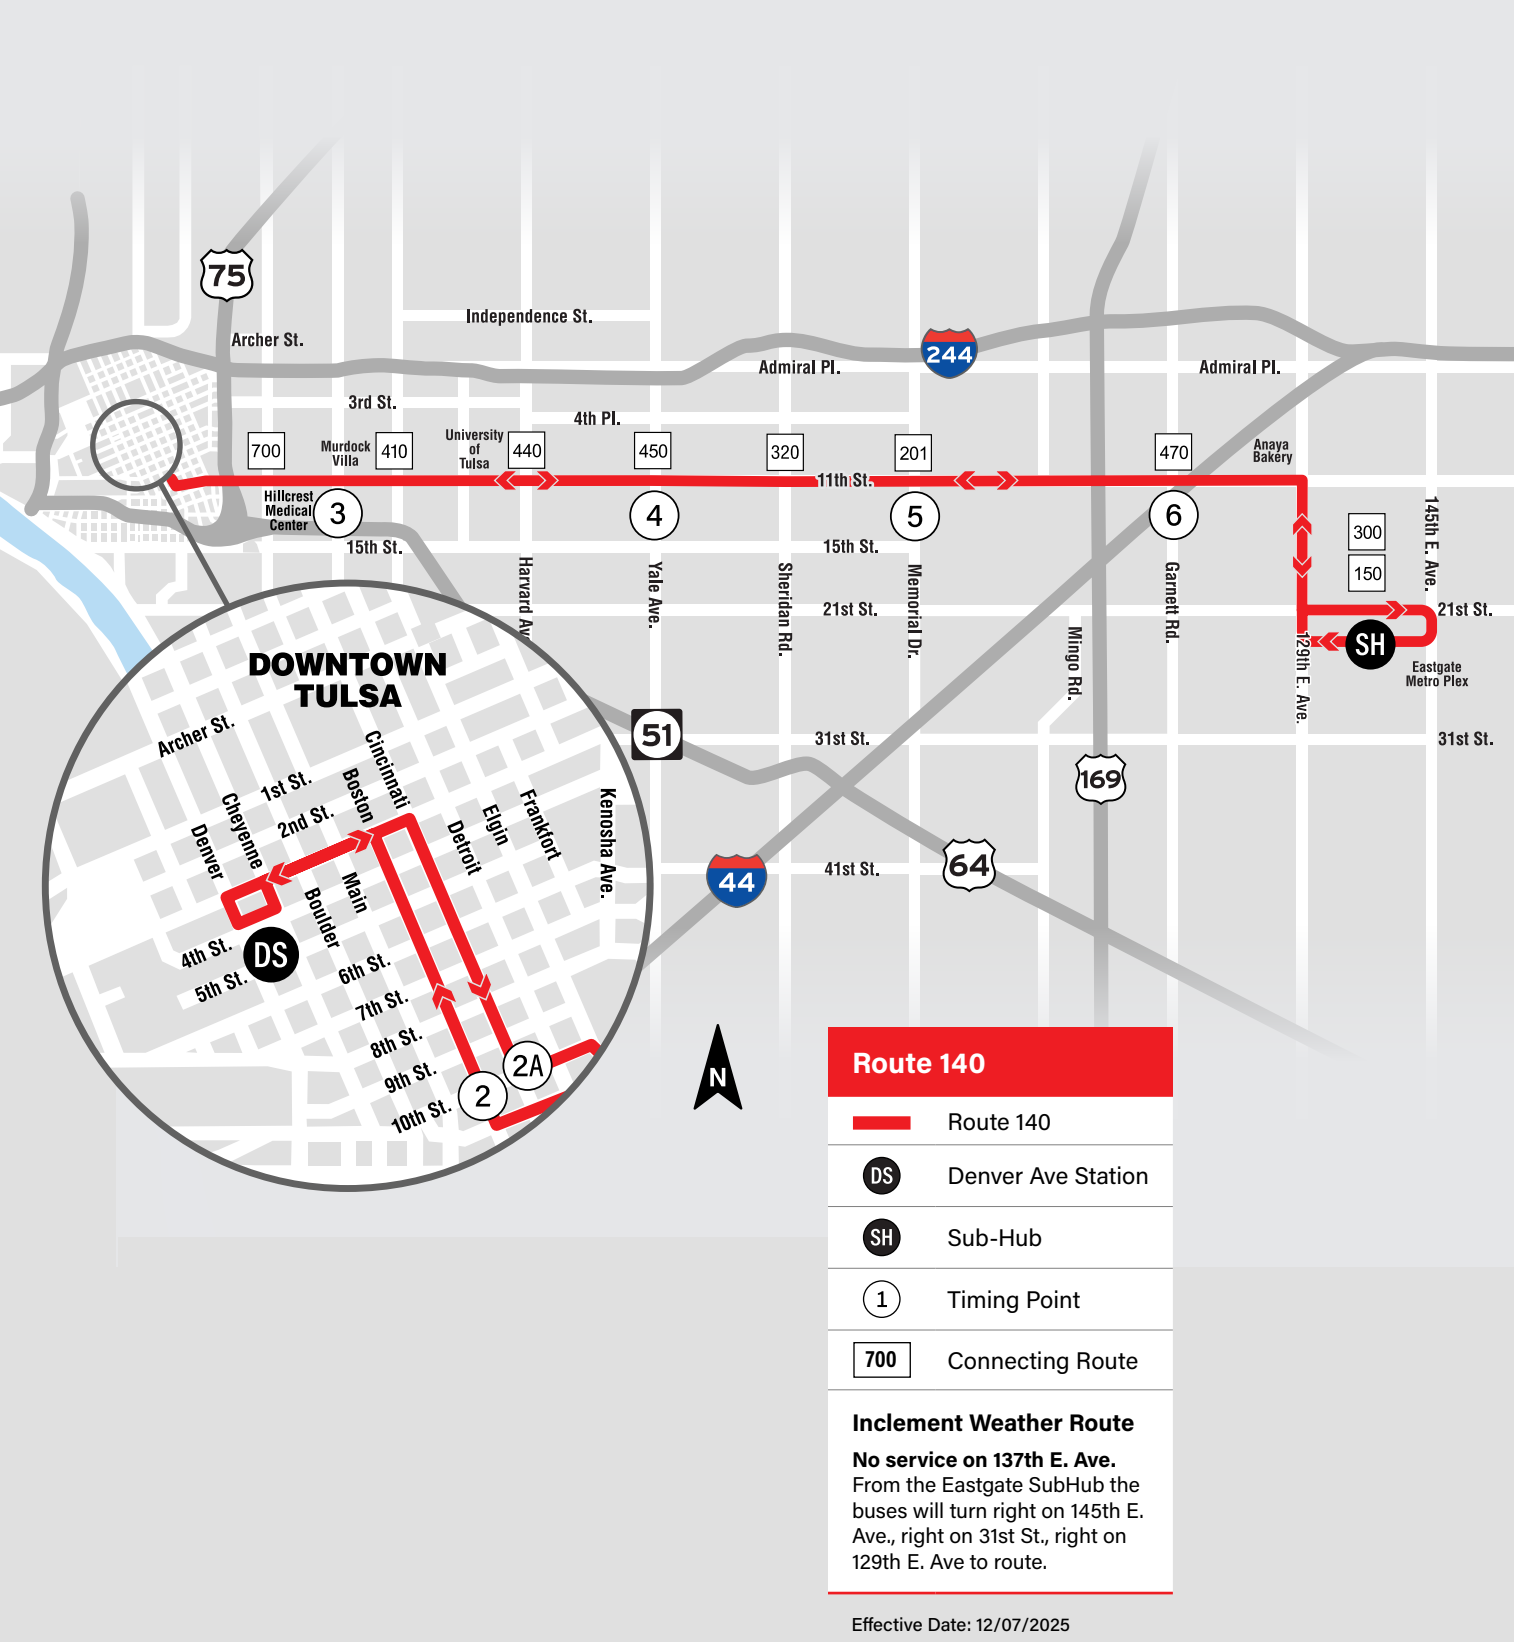 75
Archer St.
Independence St.
244
Admiral Pl.
Admiral Pl.
3rd St.
4th Pl.
700
Murdock
Villa
410
University
of
Tulsa
440
450
320
201
470
Anaya
Bakery
11th St.
Hillcrest
Medical
Center
3
4
5
6
15th St.
15th St.
Harvard Av
Yale Ave.
Sheridan Rd.
Memorial Dr.
Mingo Rd.
Garnett Rd.
129th E. Ave.
145th E. Ave.
300
150
21st St.
21st St.
SH
Eastgate
Metro Plex
51
31st St.
31st St.
169
64
44
41st St.
DOWNTOWN
TULSA
Archer St.
1st St.
2nd St.
Denver
Cheyenne
Boulder
Main
Boston
Cincinnati
Detroit
Elgin
Frankfort
Kenosha Ave.
4th St.
5th St.
DS
6th St.
7th St.
8th St.
9th St.
10th St.
2A
2
N
Route 140
Route 140
DS Denver Ave Station
SH Sub-Hub
1 Timing Point
700 Connecting Route
Inclement Weather Route
No service on 137th E. Ave.
From the Eastgate SubHub the
buses will turn right on 145th E.
Ave., right on 31st St., right on
129th E. Ave to route.
Effective Date: 12/07/2025